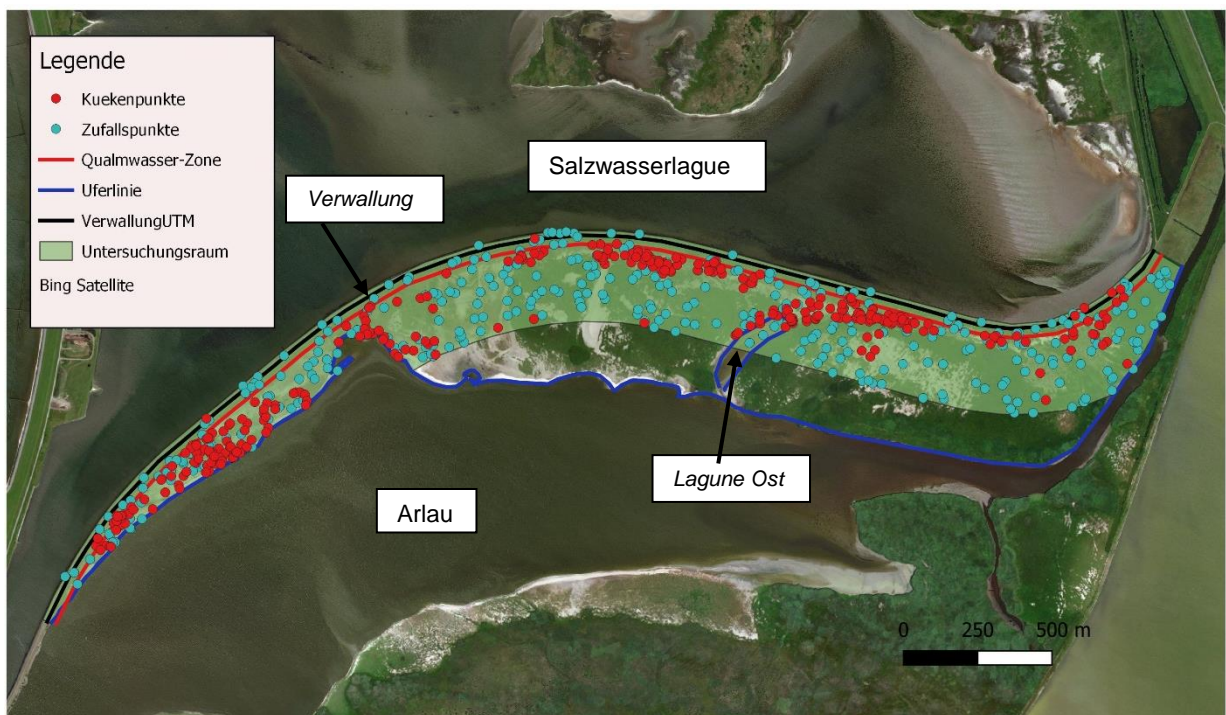 Legende
Kuekenpunkte
Zufallspunkte
Qualmwasser-Zone
Uferlinie
VerwallungUTM
Untersuchungsraum
Bing Satellite
Salzwasserlague
Verwallung
Lagune Ost
Arlau
0 250 500 m